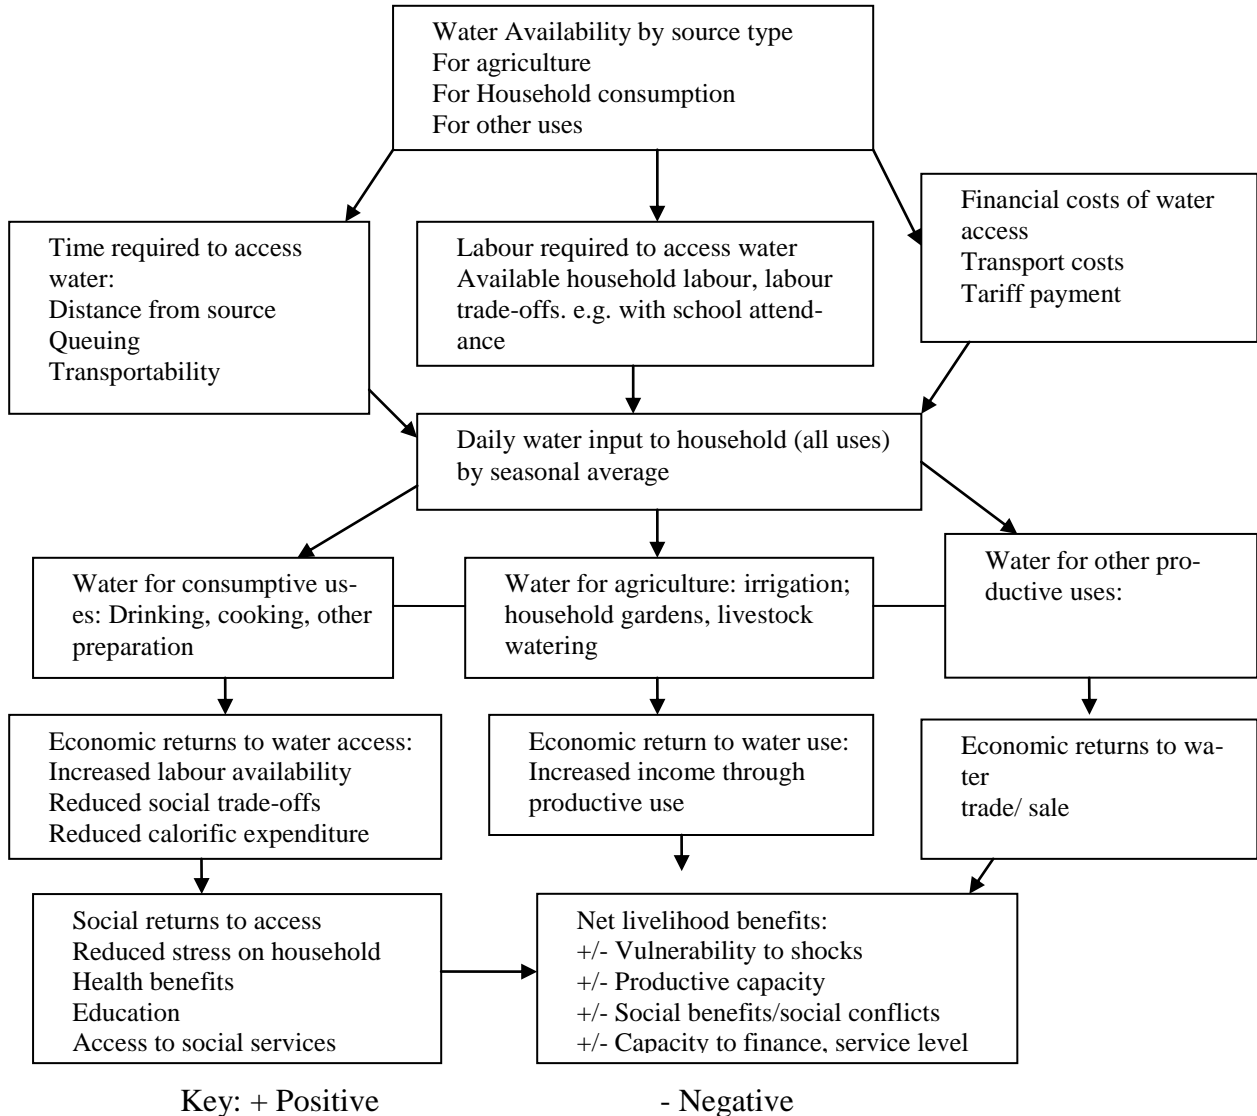 Water Availability by source type
For agriculture
For Household consumption
For other uses
Time required to access
water:
Distance from source
Queuing
Transportability
Labour required to access water
Available household labour, labour
trade-offs. e.g. with school attend-
ance
Financial costs of water
access
Transport costs
Tariff payment
Daily water input to household (all uses)
by seasonal average
Water for consumptive us-
es: Drinking, cooking, other
preparation
Water for agriculture: irrigation;
household gardens, livestock
watering
Water for other pro-
ductive uses:
Economic returns to water access:
Increased labour availability
Reduced social trade-offs
Reduced calorific expenditure
Economic return to water use:
Increased income through
productive use
Economic returns to wa-
ter
trade/ sale
Social returns to access
Reduced stress on household
Health benefits
Education
Access to social services
Net livelihood benefits:
+/- Vulnerability to shocks
+/- Productive capacity
+/- Social benefits/social conflicts
+/- Capacity to finance, service level
Key: + Positive - Negative